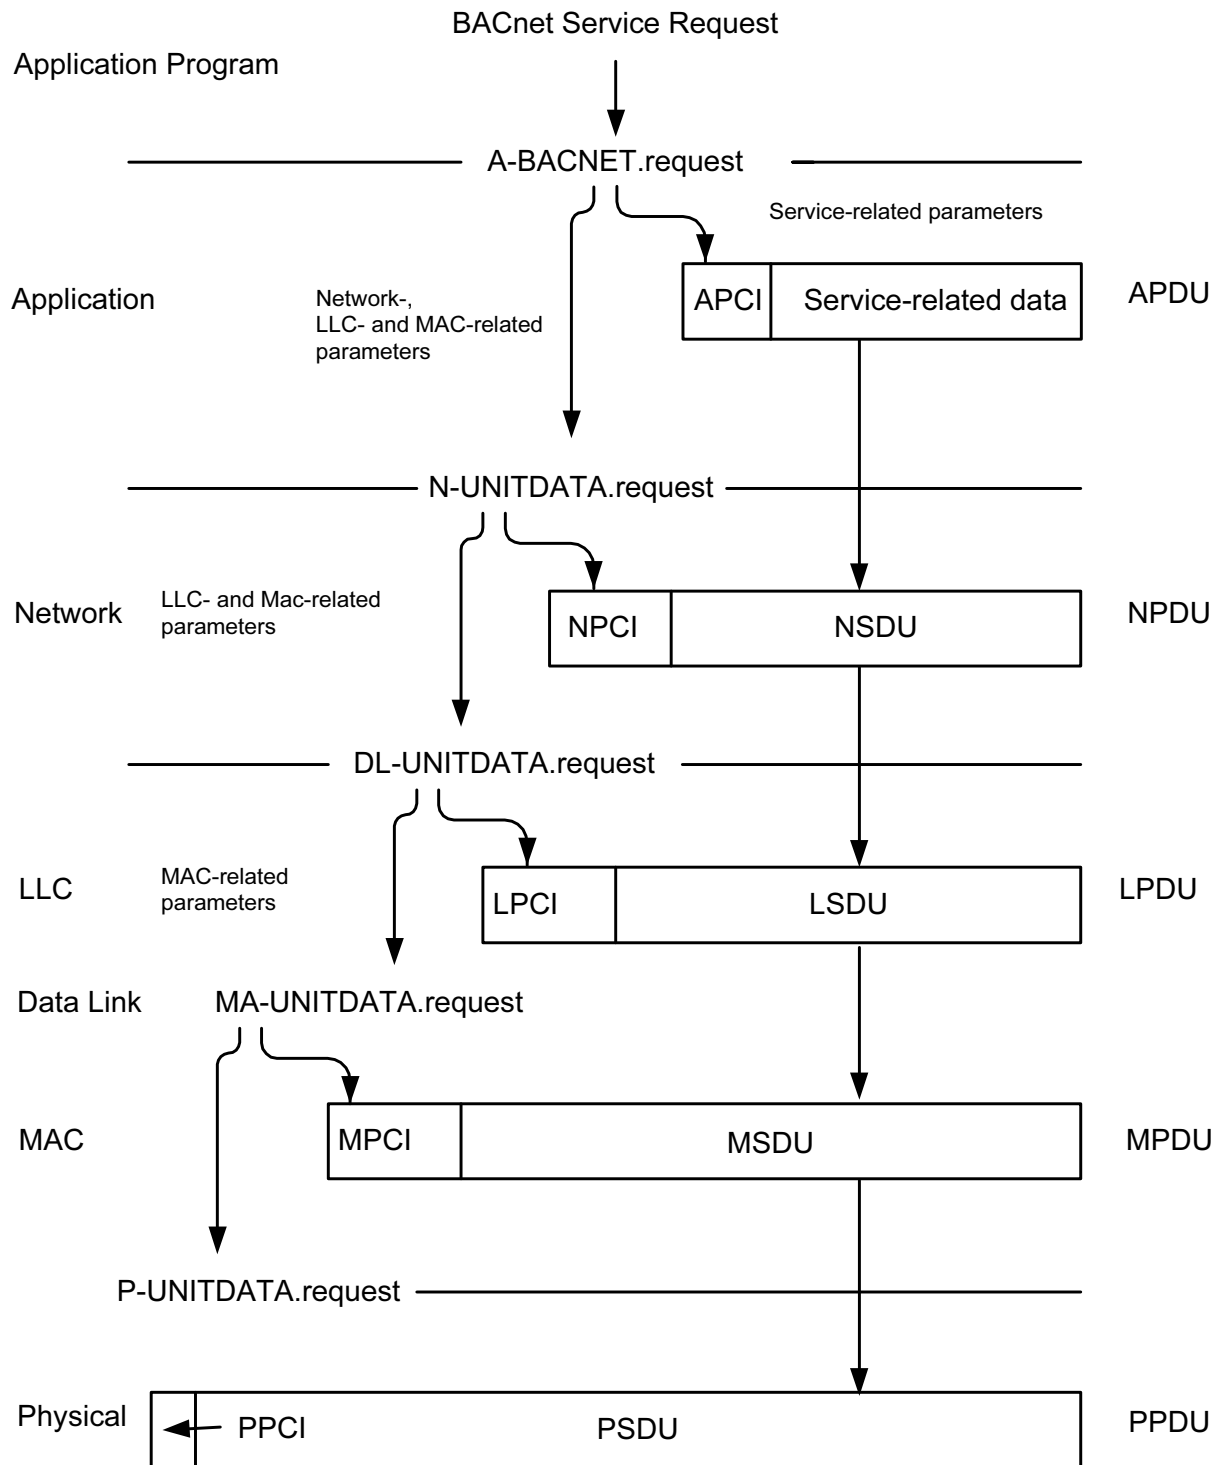 BACnet Service Request
Application Program
A-BACNET.request
Service-related parameters
Application
Network-,
LLC- and MAC-related
parameters
APCI
Service-related data
APDU
N-UNITDATA.request
Network
LLC- and Mac-related
parameters
NPCI
NSDU
NPDU
DL-UNITDATA.request
LLC
MAC-related
parameters
LPCI
LSDU
LPDU
Data Link
MA-UNITDATA.request
MAC
MPCI
MSDU
MPDU
P-UNITDATA.request
Physical
PPCI
PSDU
PPDU